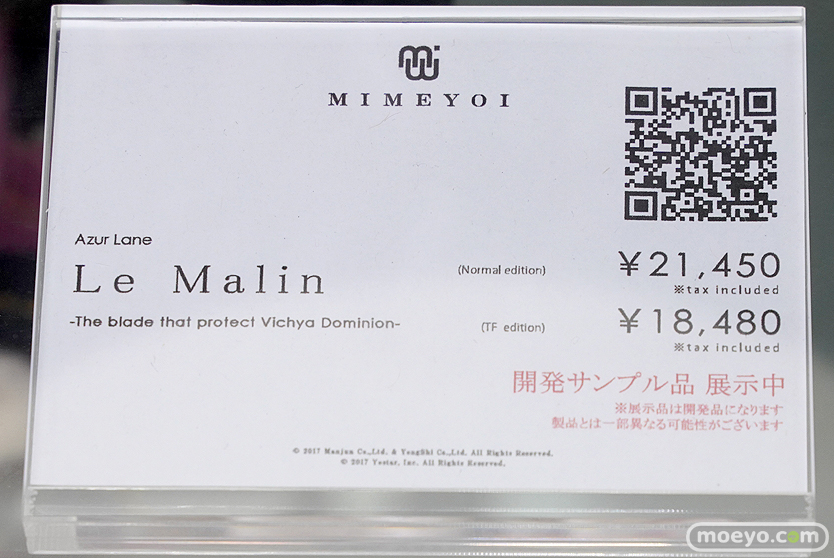 mi
MIMEYOI
Azur Lane
Le Malin
-The blade that protect Vichya Dominion-
(Normal edition)
¥21,450
※tax included
(TF edition)
¥18,480
※tax included
開発サンプル品 展示中
※展示品は開発品になります
製品とは一部異なる可能性がございます
© 2017 Manjuu Co.,Ltd. & YongShi Co.,Ltd. All Rights Reserved.
© 2017 Yostar, Inc. All Rights Reserved.
moeyo.com